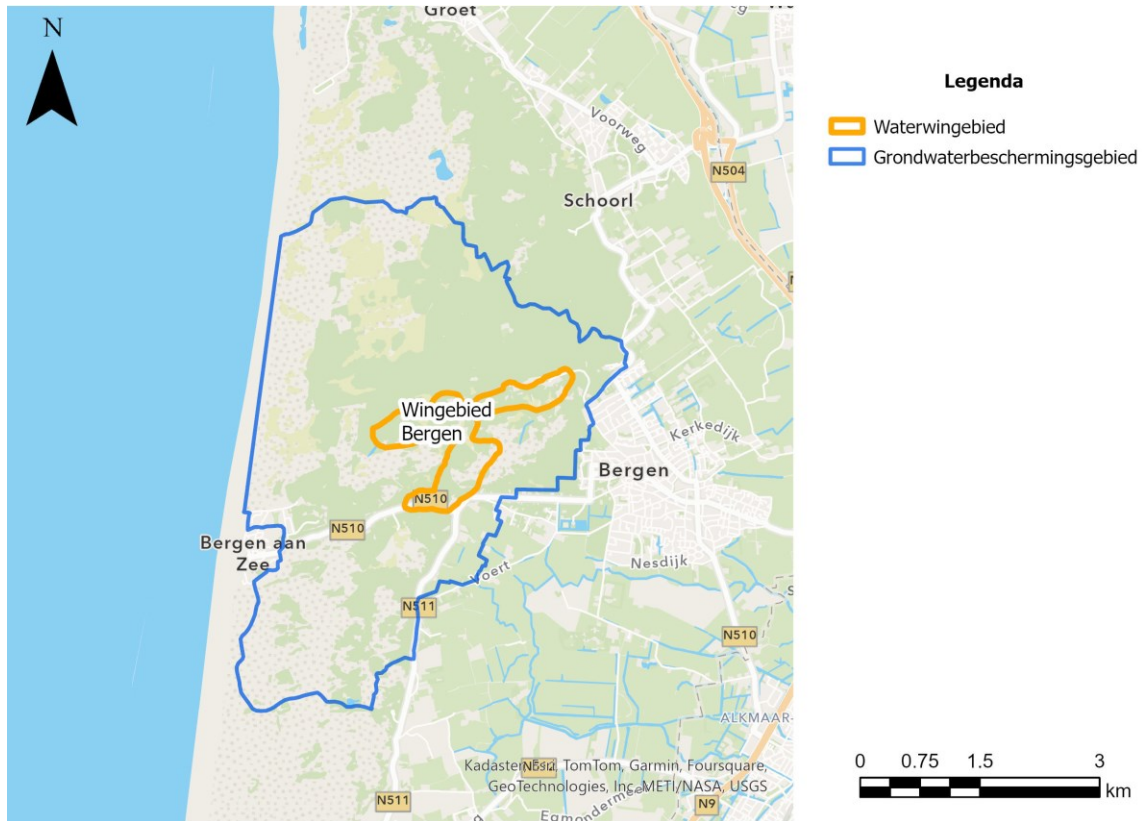 N
Groet
Voorweg
N504
Schoorl
Wingebied
Bergen
Kerkedijk
Bergen
N510
N510
Bergen aan
Zee
Nesdijk
N511
N510
ALKMAAR-
Kadaster, Esri, TomTom, Garmin, Foursquare,
GeoTechnologies, Inc, METI/NASA, USGS
N511
Egmondermeer
N9
Legenda
Waterwingebied
Grondwaterbeschermingsgebied
0 0.75 1.5 3
km